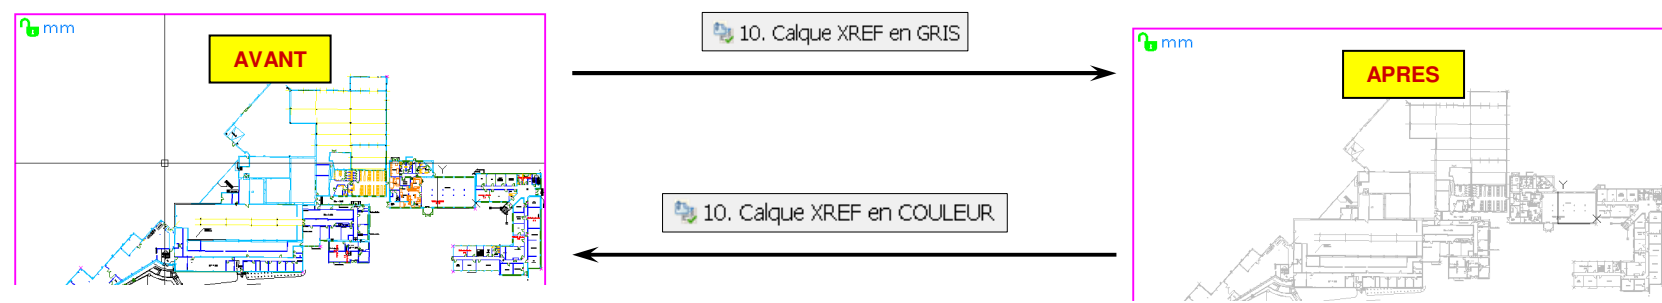 mm
AVANT
10. Calque XREF en GRIS
10. Calque XREF en COULEUR
mm
APRES